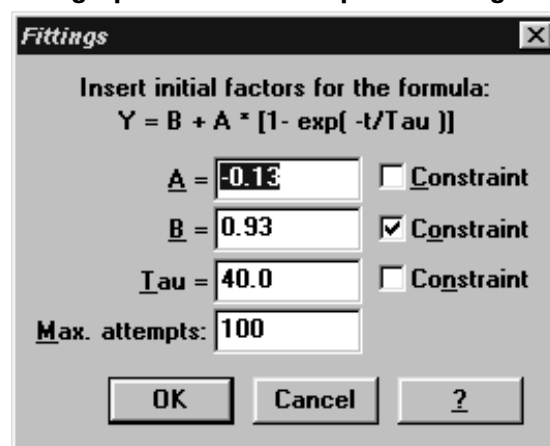 Fittings
Insert initial factors for the formula:
Y = B + A * [1- exp( -t/Tau )]
A = -0.13 Constraint
B = 0.93 Constraint
Tau = 40.0 Constraint
Max. attempts: 100
OK Cancel ?